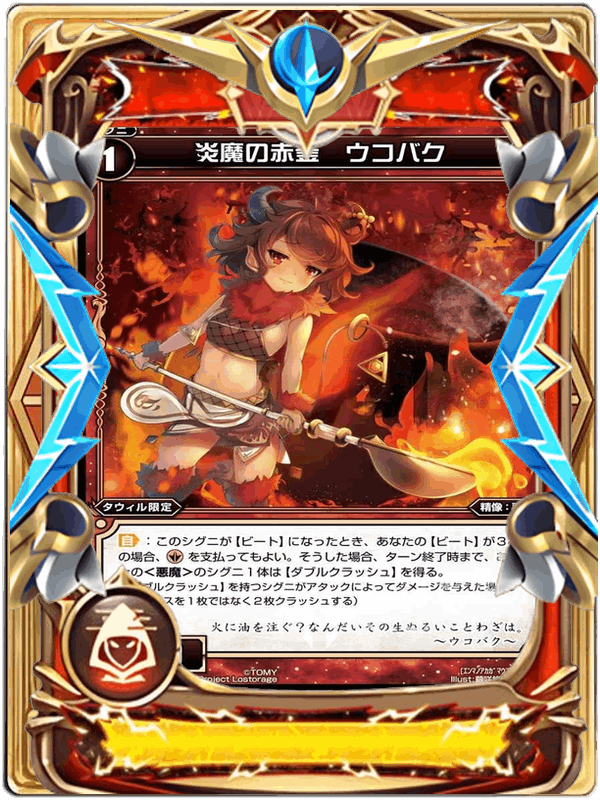 1
炎魔の赤釜 ウコバク
タウィル限定
精像:
自:このシグニが【ビート】になったとき、あなたの【ビート】が3
の場合、 を支払ってもよい。そうした場合、ターン終了時まで、
の<悪魔>のシグニ1体は【ダブルクラッシュ】を得る。
ブルクラッシュ】を持つシグニがアタックによってダメージを与えた場
スを1枚ではなく2枚クラッシュする)
火に油を注ぐ?なんだいその生ぬるいことわざは。
~ウコバク~
©TOMY
Project Lostorage
Illust: